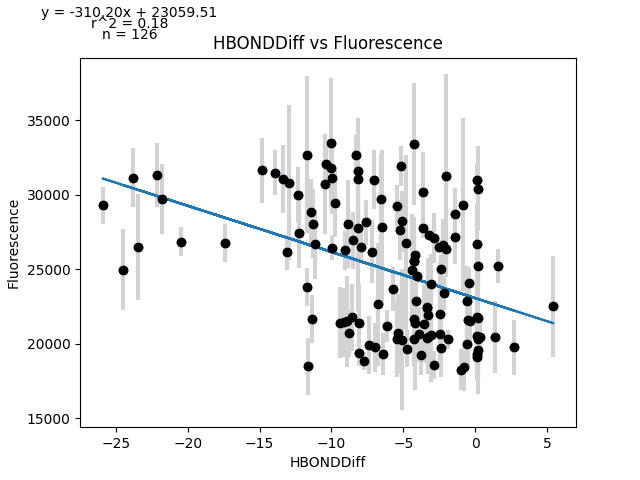 y = -310.20x + 23059.51
r^2 = 0.18
n = 126
HBONDDiff vs Fluorescence
35000
30000
25000
20000
15000
Fluorescence
−25
−20
−15
−10
−5
0
5
HBONDDiff